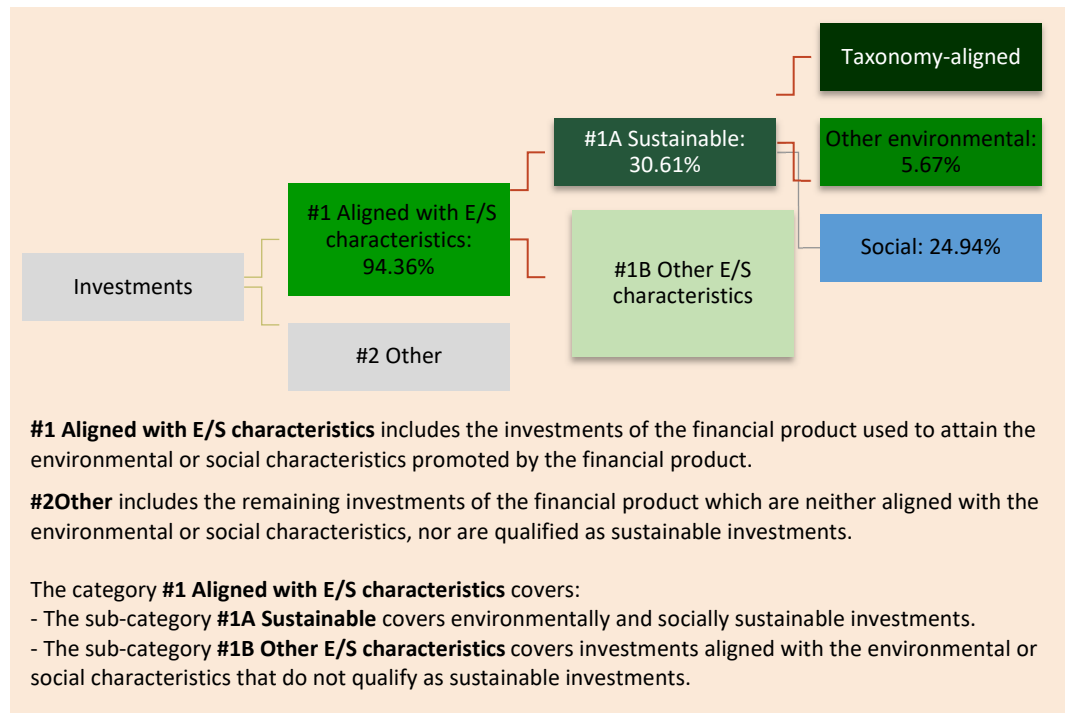 Taxonomy-aligned
#1A Sustainable:
30.61%
Other environmental:
5.67%
#1 Aligned with E/S
characteristics:
94.36%
Social: 24.94%
#1B Other E/S
characteristics
Investments
#2 Other
#1 Aligned with E/S characteristics includes the investments of the financial product used to attain the
environmental or social characteristics promoted by the financial product.
#2Other includes the remaining investments of the financial product which are neither aligned with the
environmental or social characteristics, nor are qualified as sustainable investments.
The category #1 Aligned with E/S characteristics covers:
- The sub-category #1A Sustainable covers environmentally and socially sustainable investments.
- The sub-category #1B Other E/S characteristics covers investments aligned with the environmental or
social characteristics that do not qualify as sustainable investments.